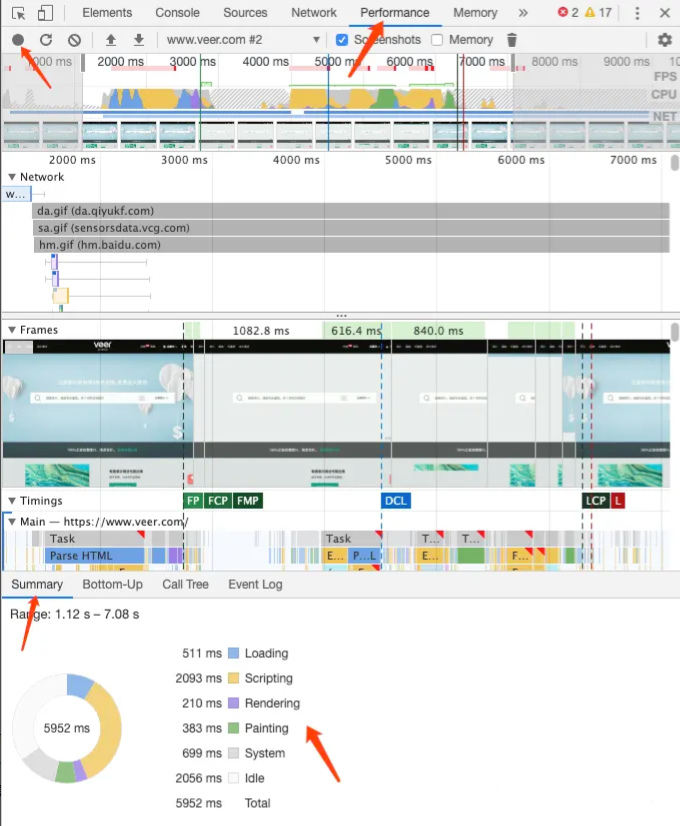 Elements Console Sources Network Performance Memory » 2 17
www.veer.com #2 Screenshots Memory
1000 ms 2000 ms 3000 ms 4000 ms 5000 ms 6000 ms 7000 ms 8000 ms 9000 ms 10
FPS
CPU
NET
2000 ms 3000 ms 4000 ms 5000 ms 6000 ms 7000 ms
Network
w...
da.gif (da.qiyukf.com)
sa.gif (sensorsdata.vcg.com)
hm.gif (hm.baidu.com)
Frames 1082.8 ms 616.4 ms 840.0 ms
veer
Timings FP FCP FMP DCL LCP L
Main — https://www.veer.com/
Task Task T... T...
Parse HTML E... P...L E... F...
Summary Bottom-Up Call Tree Event Log
Range: 1.12 s – 7.08 s
511 ms Loading
2093 ms Scripting
210 ms Rendering
383 ms Painting
699 ms System
2056 ms Idle
5952 ms Total
5952 ms